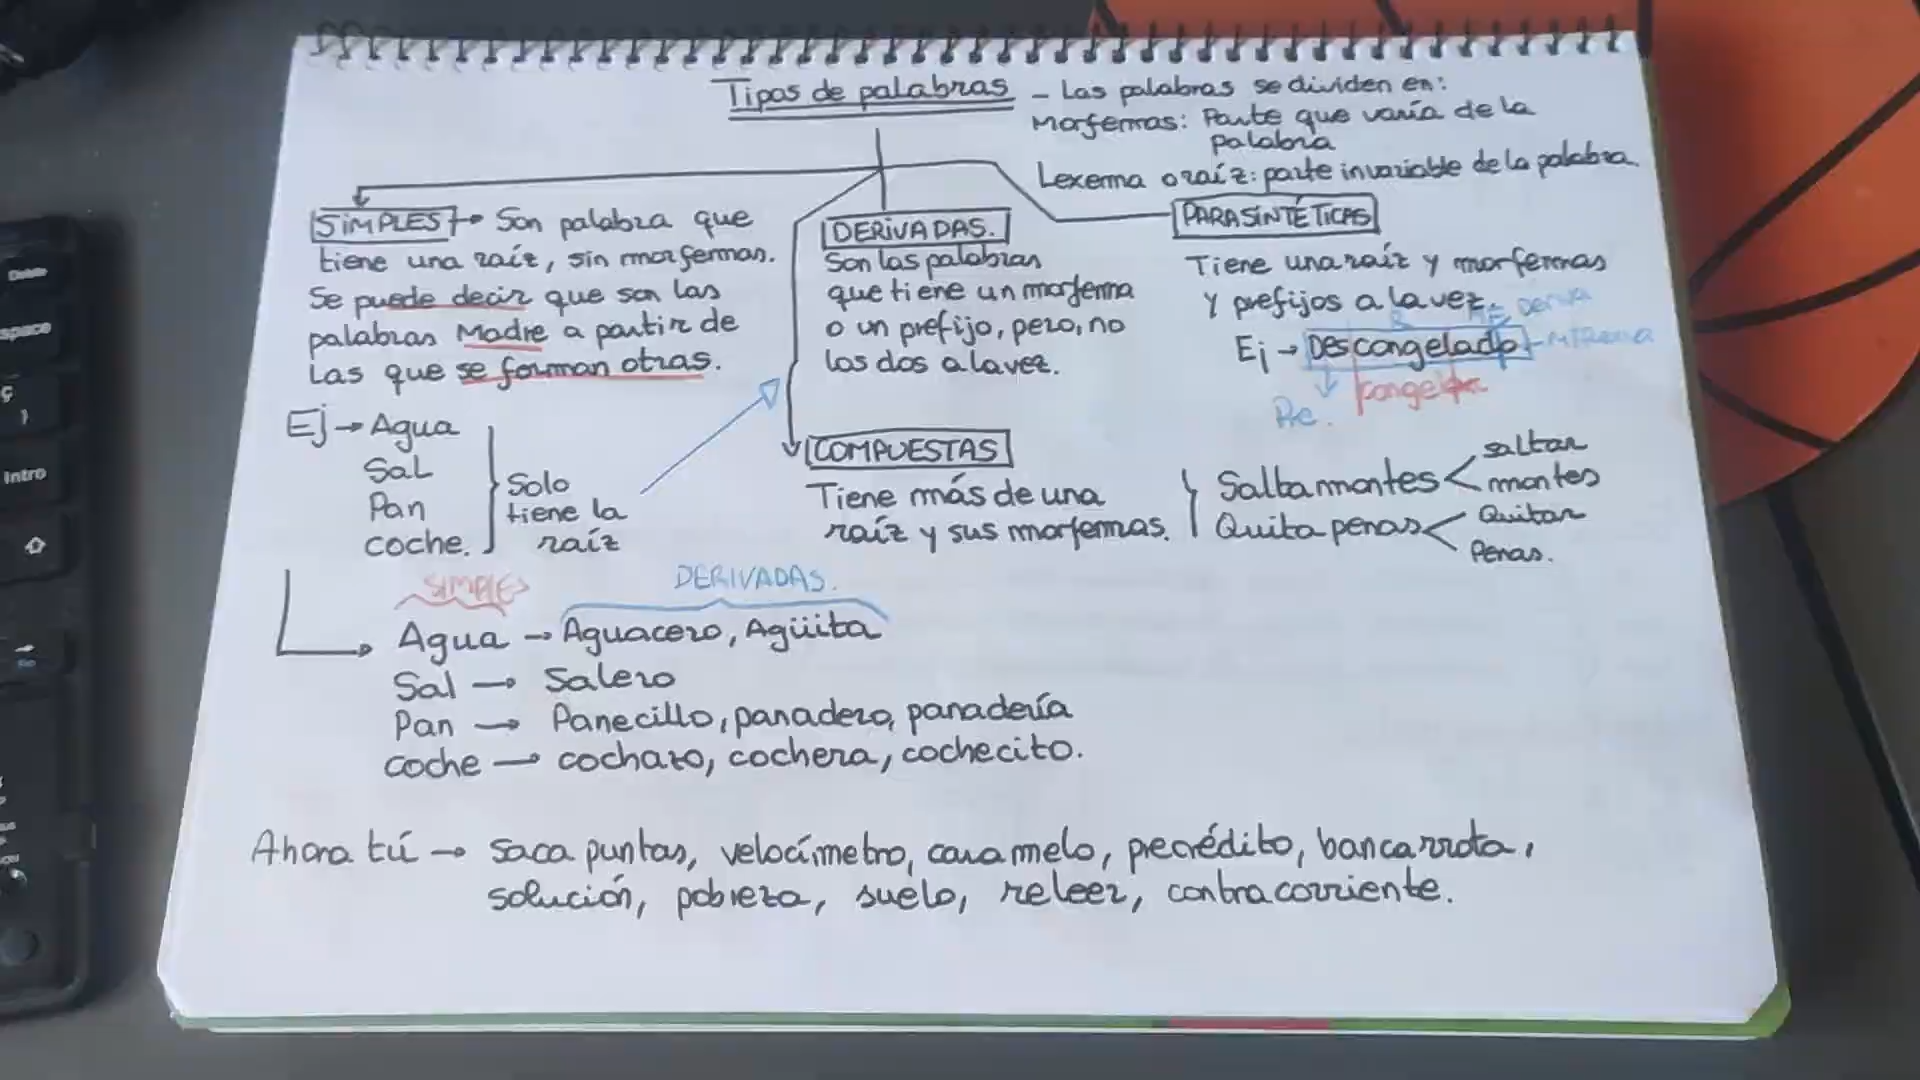 Tipos de palabras - Las palabras se dividen en:
Morfemas: Parte que varía de la
palabra
Lexema o raíz: parte invariable de la palabra.
SIMPLES → Son palabra que
tiene una raíz, sin morfemas.
Se puede decir que son las
palabras Madre a partir de
Las que se forman otras.
Ej → Agua
Sal
Pan
coche.
Solo
tiene la
raíz
DERIVADAS.
Son las palabras
que tiene un morfema
o un prefijo, pero, no
los dos a la vez.
COMPUESTAS
Tiene más de una
raíz y sus morfemas.
Saltamontes < saltar
montes
Quita penas < Quitar
Penas.
PARASINTÉTICAS
Tiene una raíz y morfemas
y prefijos a la vez.
Deriva
Ej → Descongelado
Pre.
SIMPLES DERIVADAS.
Agua → Aguacero, Agüita
Sal → Salero
Pan → Panecillo, panadero, panadería
coche → cochazo, cochera, cochecito.
Ahora tú → saca puntas, velocímetro, caramelo, precrédito, bancarrota,
solución, pobreza, suelo, releer, contracorriente.
Delete
space
Ç
}
Intro